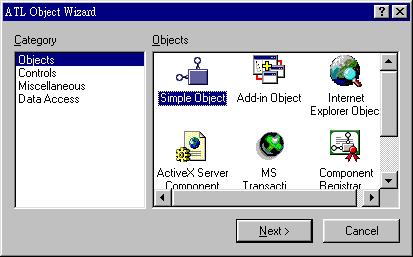 ATL Object Wizard
Category
Objects
Objects
Controls
Miscellaneous
Data Access
Simple Object
Add-in Object
Internet
Explorer Objec
ActiveX Server
Component
MS
Transacti...
Component
Registrar
Next >
Cancel